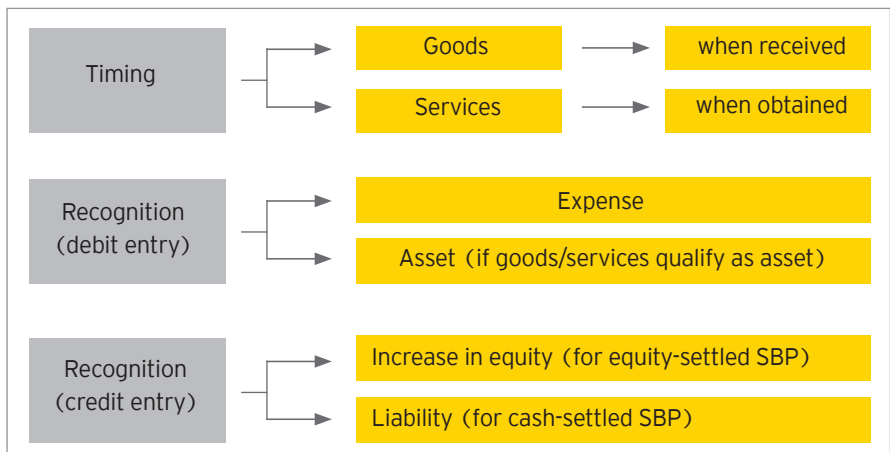 Timing
Goods
when received
Services
when obtained
Recognition
(debit entry)
Expense
Asset (if goods/services qualify as asset)
Recognition
(credit entry)
Increase in equity (for equity-settled SBP)
Liability (for cash-settled SBP)